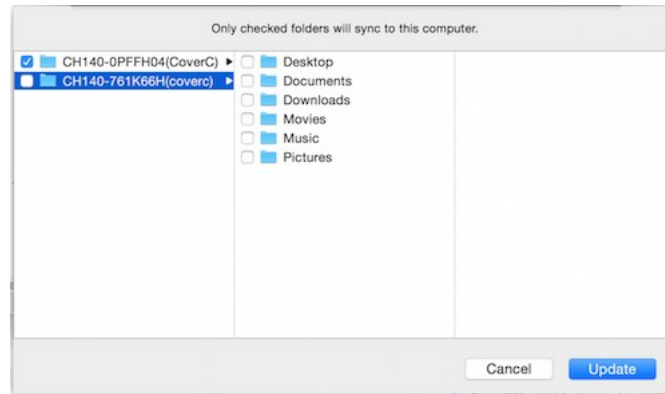 Only checked folders will sync to this computer.
CH140-0PFFH04(CoverC)
CH140-761K66H(coverc)
Desktop
Documents
Downloads
Movies
Music
Pictures
Cancel
Update